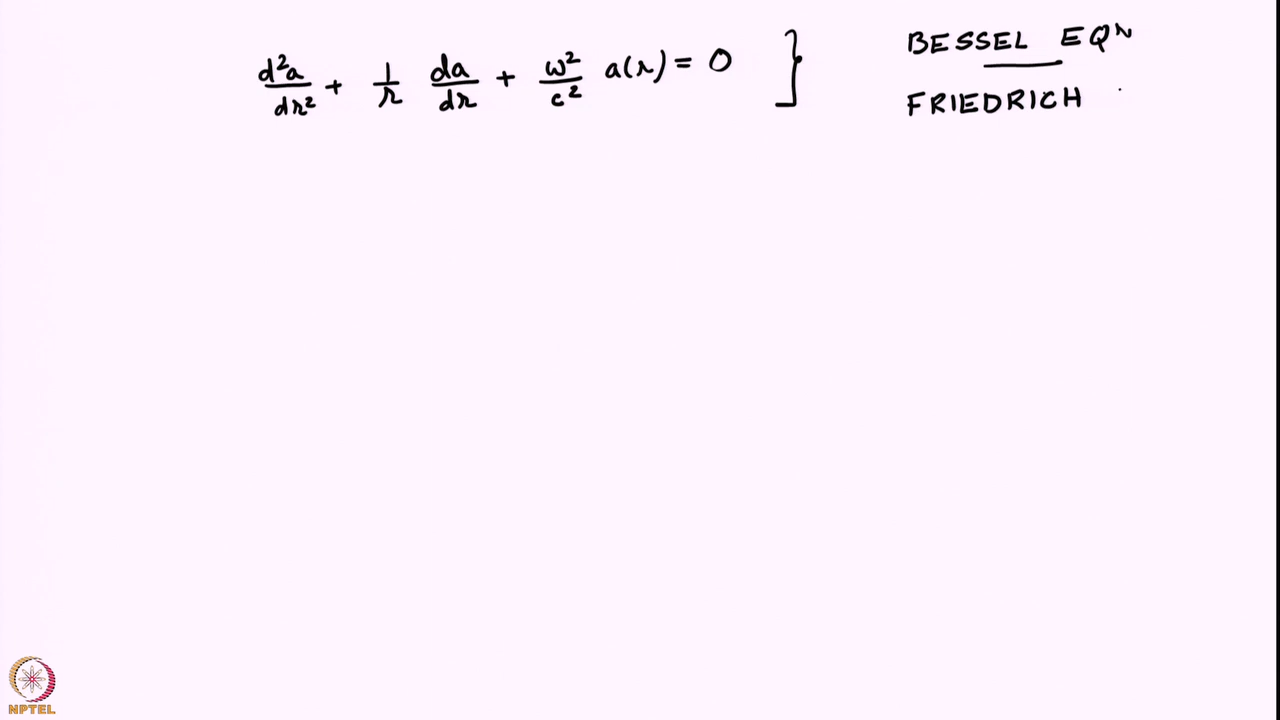 d²a/dr² + 1/r da/dr + ω²/c² a(r) = 0 } BESSEL EQN
FRIEDRICH
NPTEL